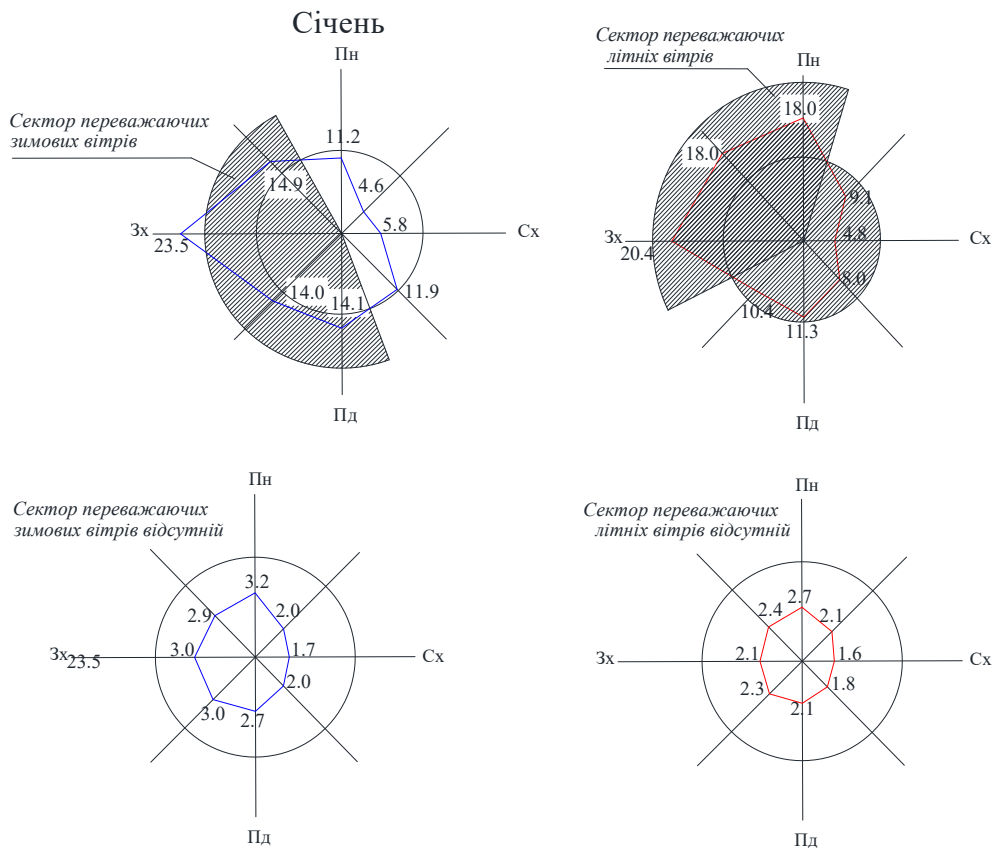 Січень
Сектор переважаючих
зимових вітрів
Пн
11.2
4.6
14.9
5.8
Зх
Сх
23.5
14.0
14.1
11.9
Пд
Сектор переважаючих
літніх вітрів
Пн
18.0
18.0
9.1
Зх
4.8
Сх
20.4
8.0
10.4
11.3
Пд
Сектор переважаючих
зимових вітрів відсутній
Пн
3.2
2.9
2.0
3.0
1.7
Зх
23.5
Сх
2.0
3.0
2.7
Пд
Сектор переважаючих
літніх вітрів відсутній
Пн
2.7
2.4
2.1
2.1
1.6
Зх
Сх
2.3
1.8
2.1
Пд